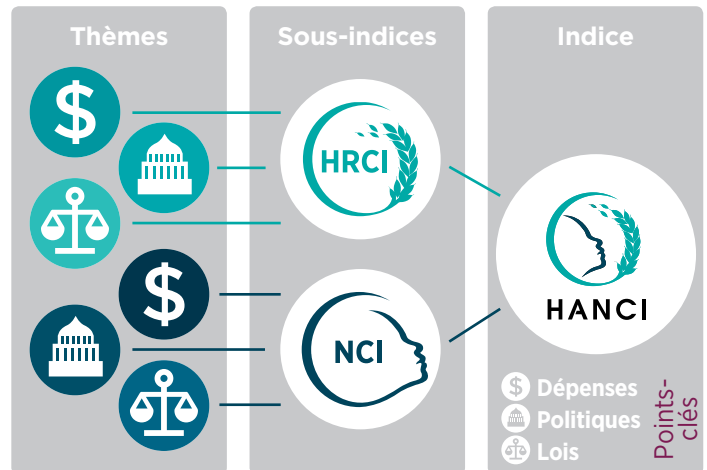 Thèmes
Sous-indices
Indice
$
HRCI
$
NCI
HANCI
$ Dépenses
Politiques
Lois
Points-
clés